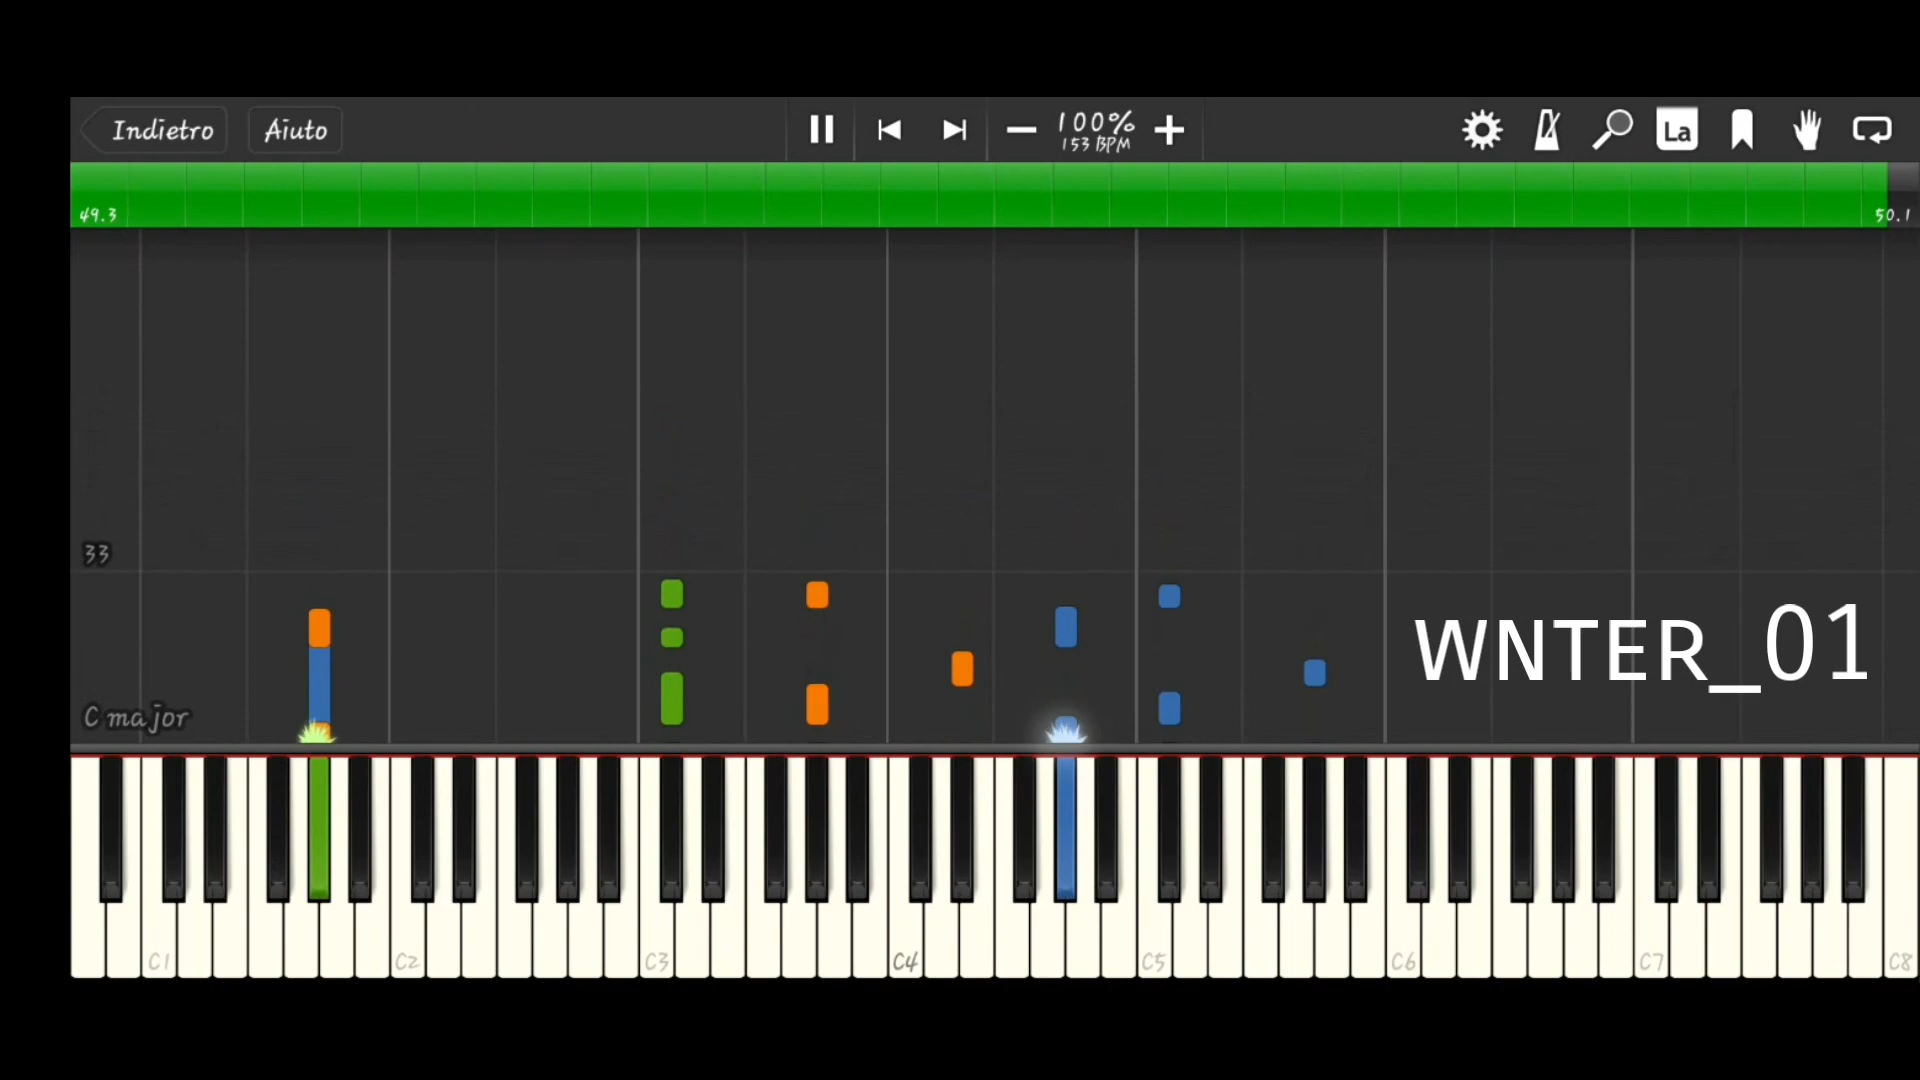 Indietro Aiuto 100% La
153 BPM
49.3 50.1
33
WNTER_01
C major
C1 C2 C3 C4 C5 C6 C7 C8